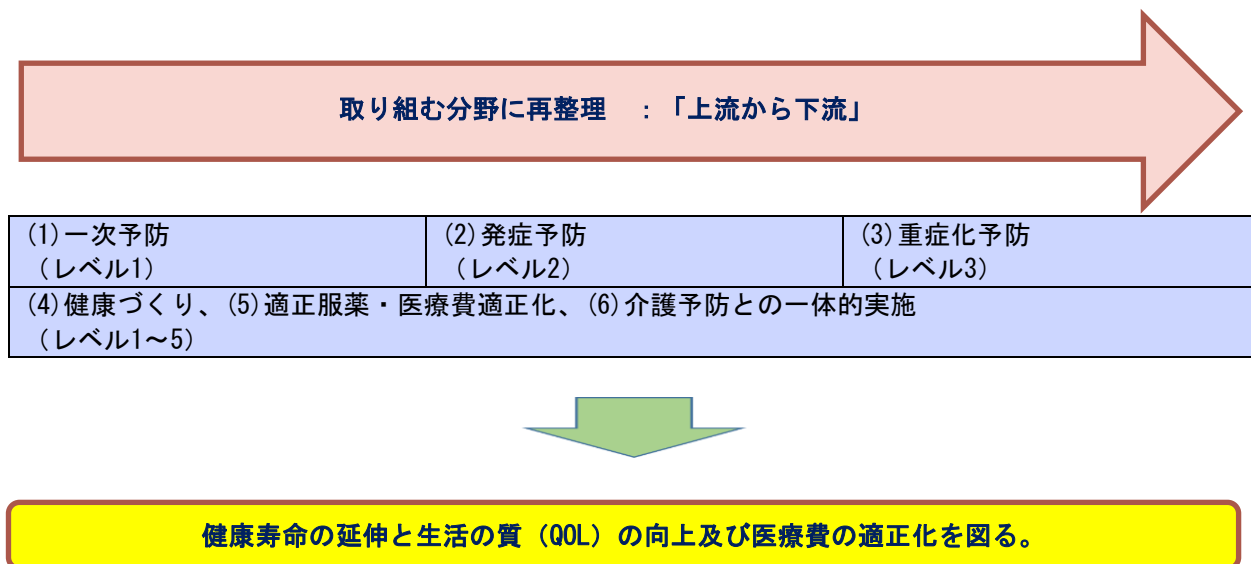 取り組む分野に再整理　：「上流から下流」
(1)一次予防
（レベル1）
(2)発症予防
（レベル2）
(3)重症化予防
（レベル3）
(4)健康づくり、(5)適正服薬・医療費適正化、(6)介護予防との一体的実施
（レベル1～5）
健康寿命の延伸と生活の質（QOL）の向上及び医療費の適正化を図る。